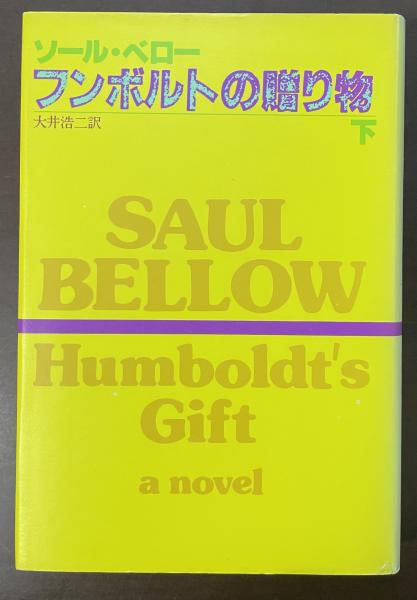 ソール・ベロー
フンボルトの贈り物
大井浩二訳
下
SAUL
BELLOW
Humboldt's
Gift
a novel